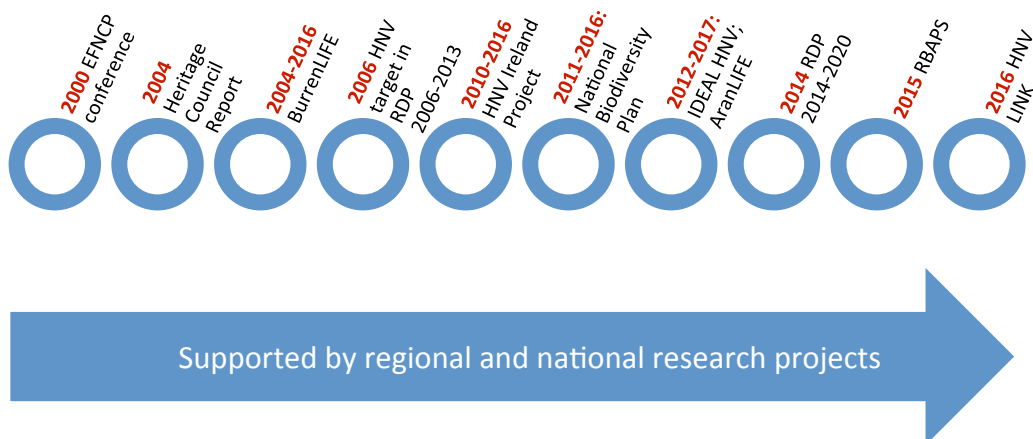 2000 EFNCP
conference
2004
Heritage
Council
Report
2004-2016
BurrenLIFE
2006 HNV
target in
RDP
2006-2013
2010-2016
HNV Ireland
Project
2011-2016:
National
Biodiversity
Plan
2012-2017:
IDEAL HNV;
AranLIFE
2014 RDP
2014-2020
2015 RBAPS
2016 HNV
LINK
Supported by regional and national research projects